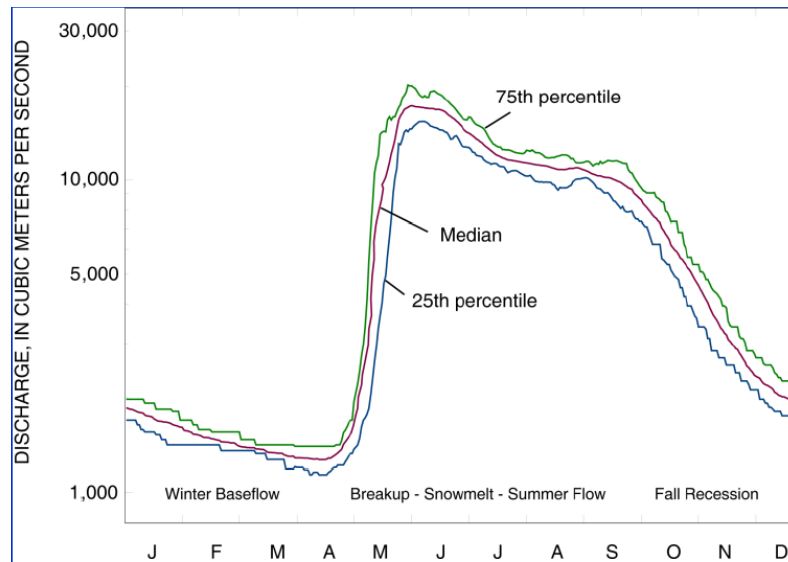 DISCHARGE, IN CUBIC METERS PER SECOND
30,000
10,000
5,000
1,000
75th percentile
Median
25th percentile
Winter Baseflow
Breakup - Snowmelt - Summer Flow
Fall Recession
J F M A M J J A S O N D